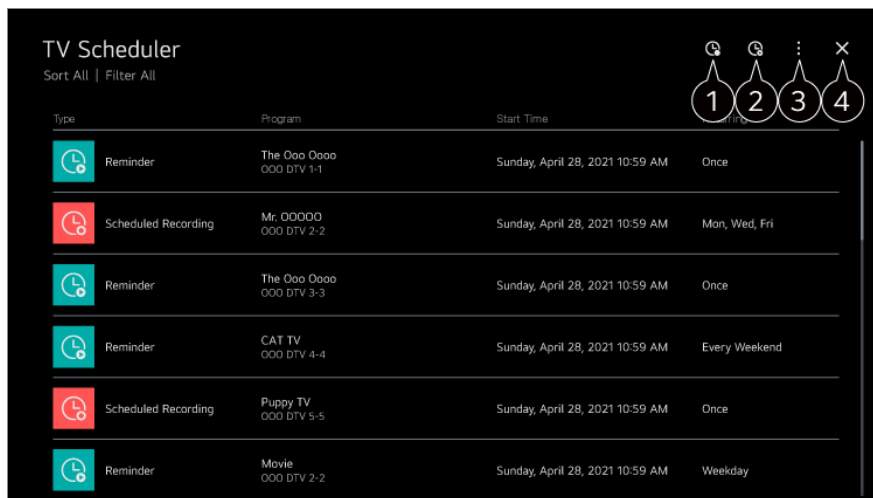 TV Scheduler
Sort All | Filter All
1 2 3 4
Type Program Start Time
Reminder The Ooo Oooo Sunday, April 28, 2021 10:59 AM Once
OOO DTV 1-1
Scheduled Recording Mr. OOOOO Sunday, April 28, 2021 10:59 AM Mon, Wed, Fri
OOO DTV 2-2
Reminder The Ooo Oooo Sunday, April 28, 2021 10:59 AM Once
OOO DTV 3-3
Reminder CAT TV Sunday, April 28, 2021 10:59 AM Every Weekend
OOO DTV 4-4
Scheduled Recording Puppy TV Sunday, April 28, 2021 10:59 AM Once
OOO DTV 5-5
Reminder Movie Sunday, April 28, 2021 10:59 AM Weekday
OOO DTV 2-2